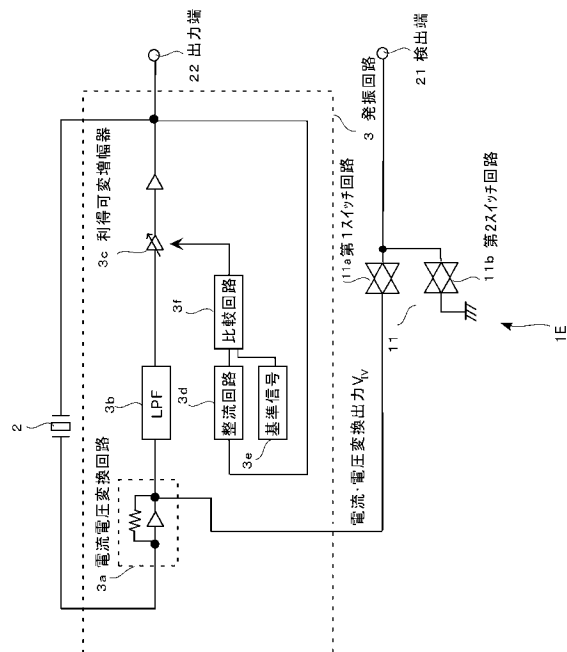 2
3a 電流電圧変換回路
3b
LPF
3c 利得可変増幅器
22 出力端
3d
整流回路
3e
基準信号
3f
比較回路
3 発振回路
電流・電圧変換出力VIV
11
11a 第1スイッチ回路
11b 第2スイッチ回路
21 検出端
1E